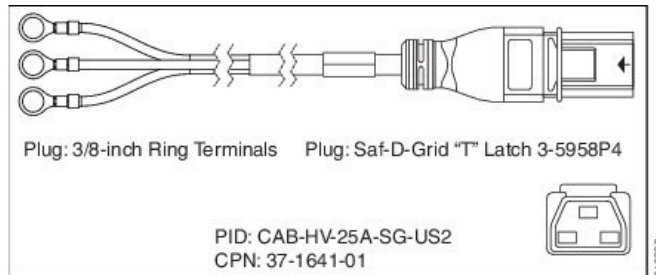 Plug: 3/8-inch Ring Terminals Plug: Saf-D-Grid “T” Latch 3-5958P4
PID: CAB-HV-25A-SG-US2
CPN: 37-1641-01